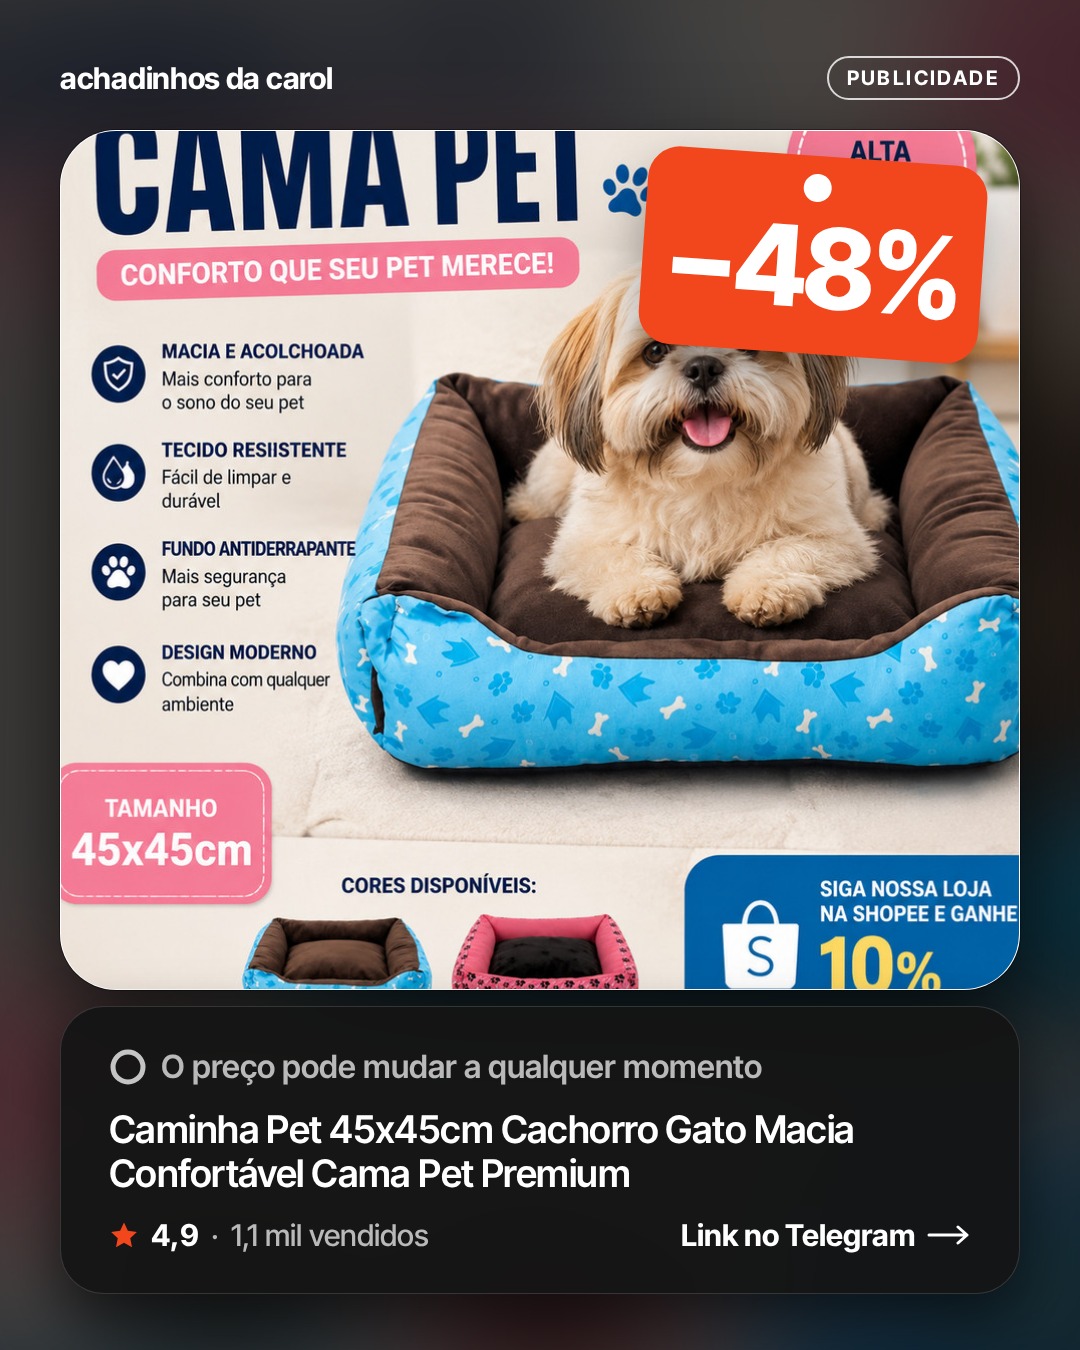 achadinhos da carol
PUBLICIDADE
CAMA PET
ALTA
−48%
CONFORTO QUE SEU PET MERECE!
MACIA E ACOLCHOADA
Mais conforto para
o sono do seu pet
TECIDO RESIISTENTE
Fácil de limpar e
durável
FUNDO ANTIDERRAPANTE
Mais segurança
para seu pet
DESIGN MODERNO
Combina com qualquer
ambiente
TAMANHO
45x45cm
CORES DISPONÍVEIS:
SIGA NOSSA LOJA
NA SHOPEE E GANHE
S
10%
O preço pode mudar a qualquer momento
Caminha Pet 45x45cm Cachorro Gato Macia
Confortável Cama Pet Premium
4,9 · 1,1 mil vendidos
Link no Telegram →